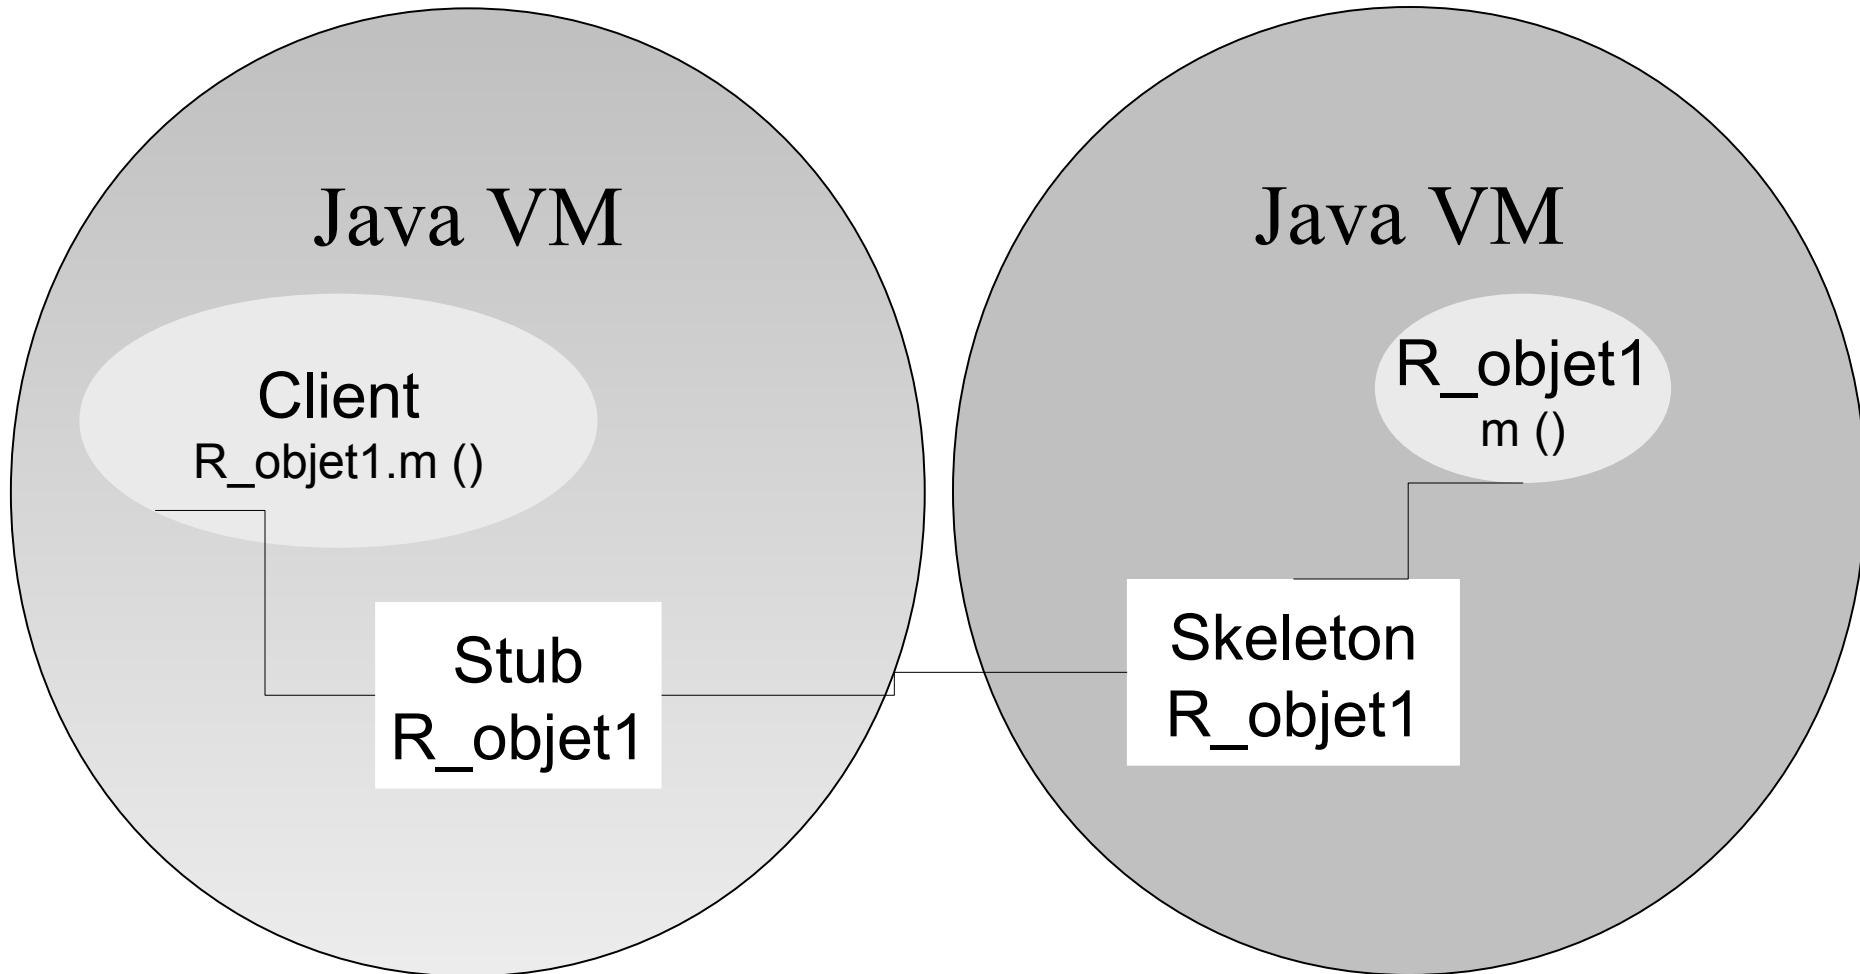 Java VM
Client
R_objet1.m ()
Stub
R_objet1
Java VM
R_objet1
m ()
Skeleton
R_objet1